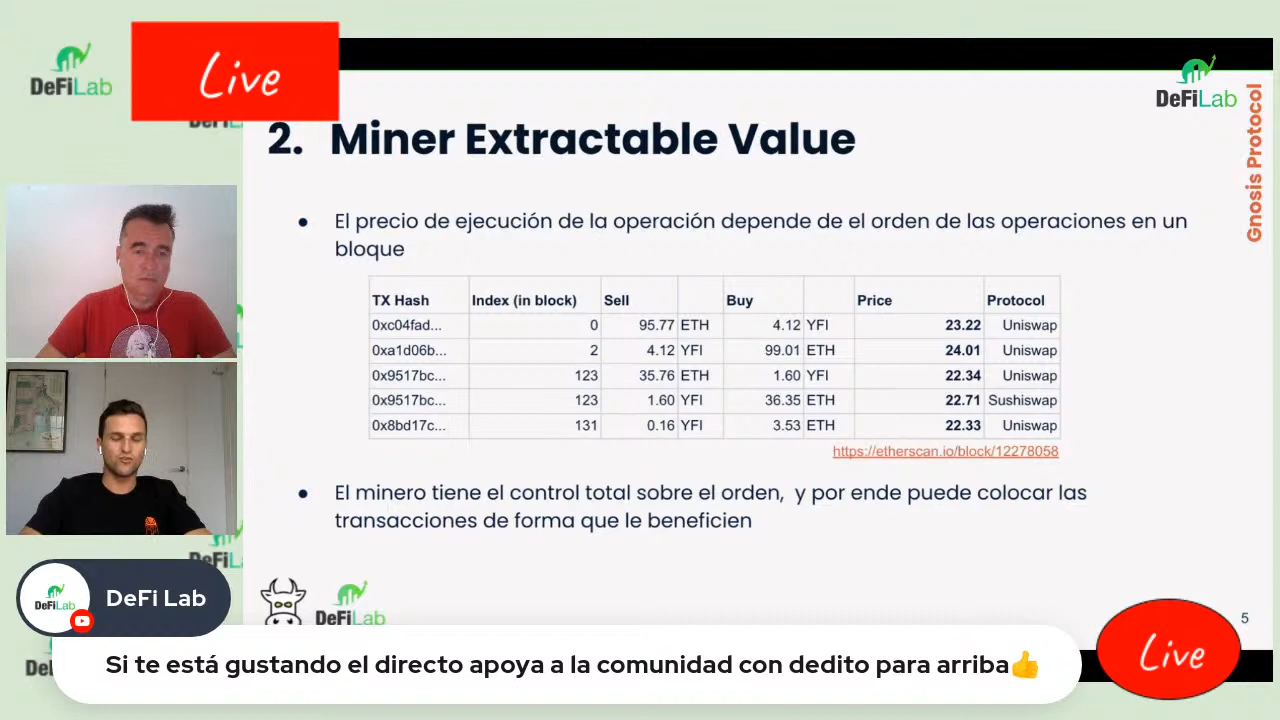 Live
DeFiLab
DeFiLab
DeFiL
Gnosis Protocol
2. Miner Extractable Value
El precio de ejecución de la operación depende de el orden de las operaciones en un
bloque
TX Hash Index (in block) Sell Buy Price Protocol
0xc04fad... 0 95.77 ETH 4.12 YFI 23.22 Uniswap
0xa1d06b... 2 4.12 YFI 99.01 ETH 24.01 Uniswap
0x9517bc... 123 35.76 ETH 1.60 YFI 22.34 Uniswap
0x9517bc... 123 1.60 YFI 36.35 ETH 22.71 Sushiswap
0x8bd17c... 131 0.16 YFI 3.53 ETH 22.33 Uniswap
https://etherscan.io/block/12278058
El minero tiene el control total sobre el orden, y por ende puede colocar las
transacciones de forma que le beneficien
DeFiL
DeFiLab
DeFi Lab
DeFiLab
5
Si te está gustando el directo apoya a la comunidad con dedito para arriba👍
Live